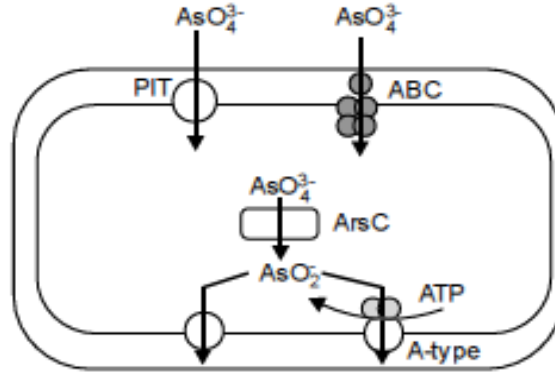 AsO₄³⁻ AsO₄³⁻
PIT ABC
AsO₄³⁻
ArsC
AsO₂⁻
ATP
A-type